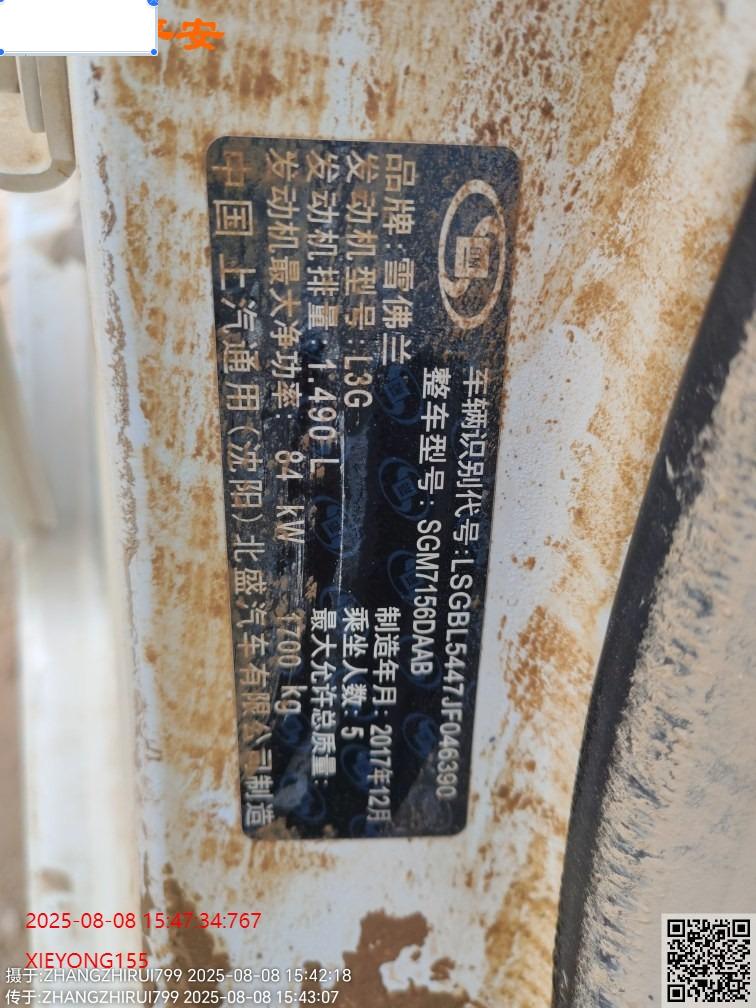 平安
GM
车辆识别代号:LSGBL5447JF046390
整车型号:SGM7156DAAB
品牌:雪佛兰
制造年月:2017年12月
发动机型号:L3G
乘坐人数:5
发动机排量:1.490 L
最大允许总质量:
发动机最大净功率: 84 kW
1700 kg
中国上汽通用(沈阳)北盛汽车有限公司制造
2025-08-08 15:47:34:767
XIEYONG155
摄于:ZHANGZHIRUI799 2025-08-08 15:42:18
传于:ZHANGZHIRUI799 2025-08-08 15:43:07